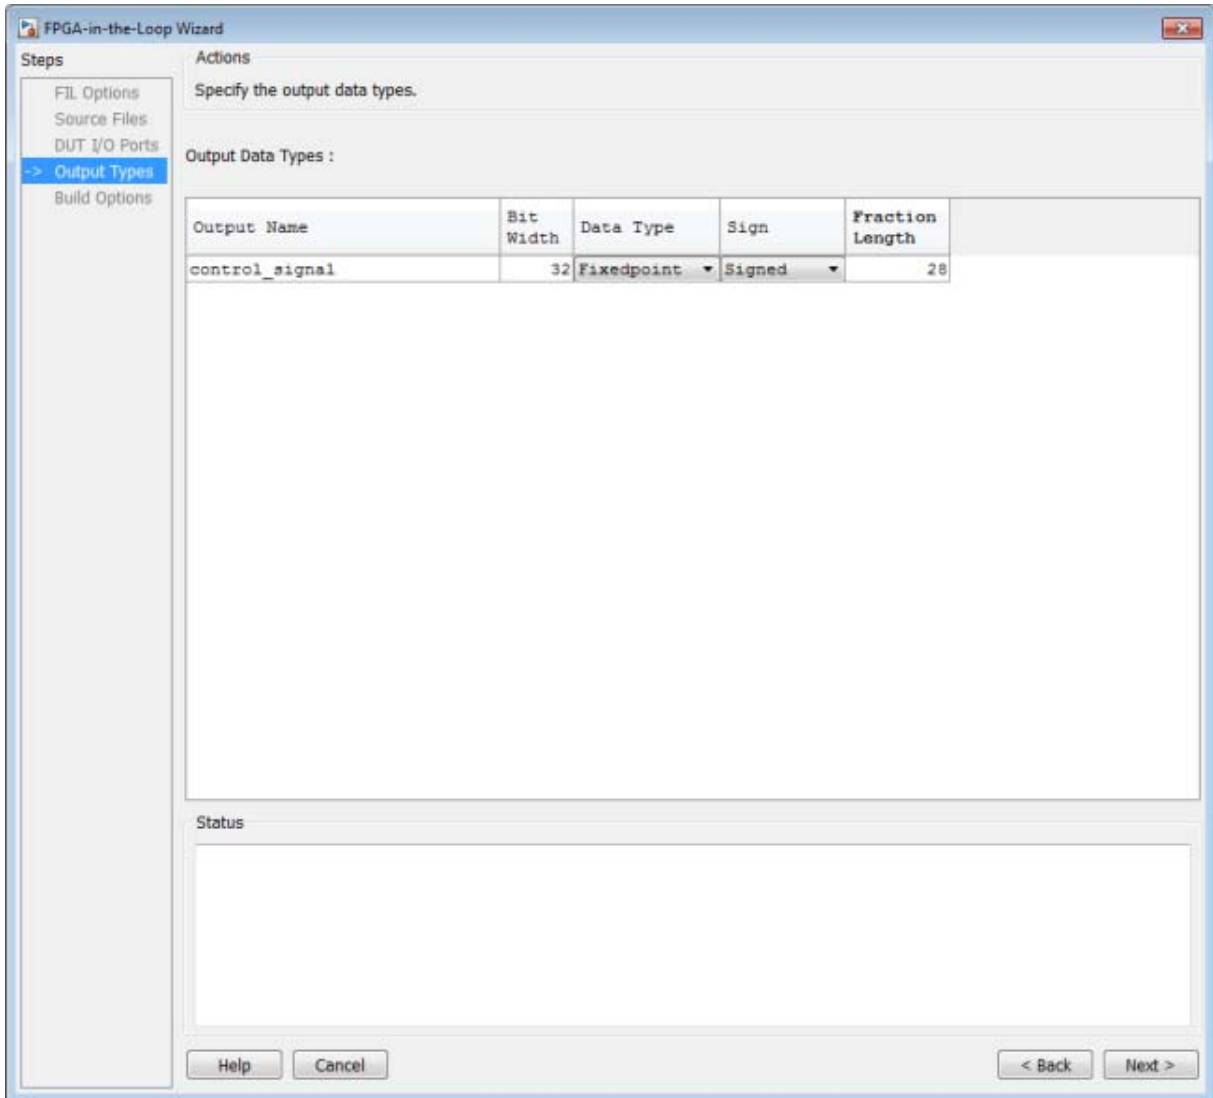 FPGA-in-the-Loop Wizard
Steps
FIL Options
Source Files
DUT I/O Ports
-> Output Types
Build Options
Actions
Specify the output data types.
Output Data Types :
Output Name Bit Width Data Type Sign Fraction Length
control_signal 32 Fixedpoint Signed 28
Status
Help Cancel < Back Next >